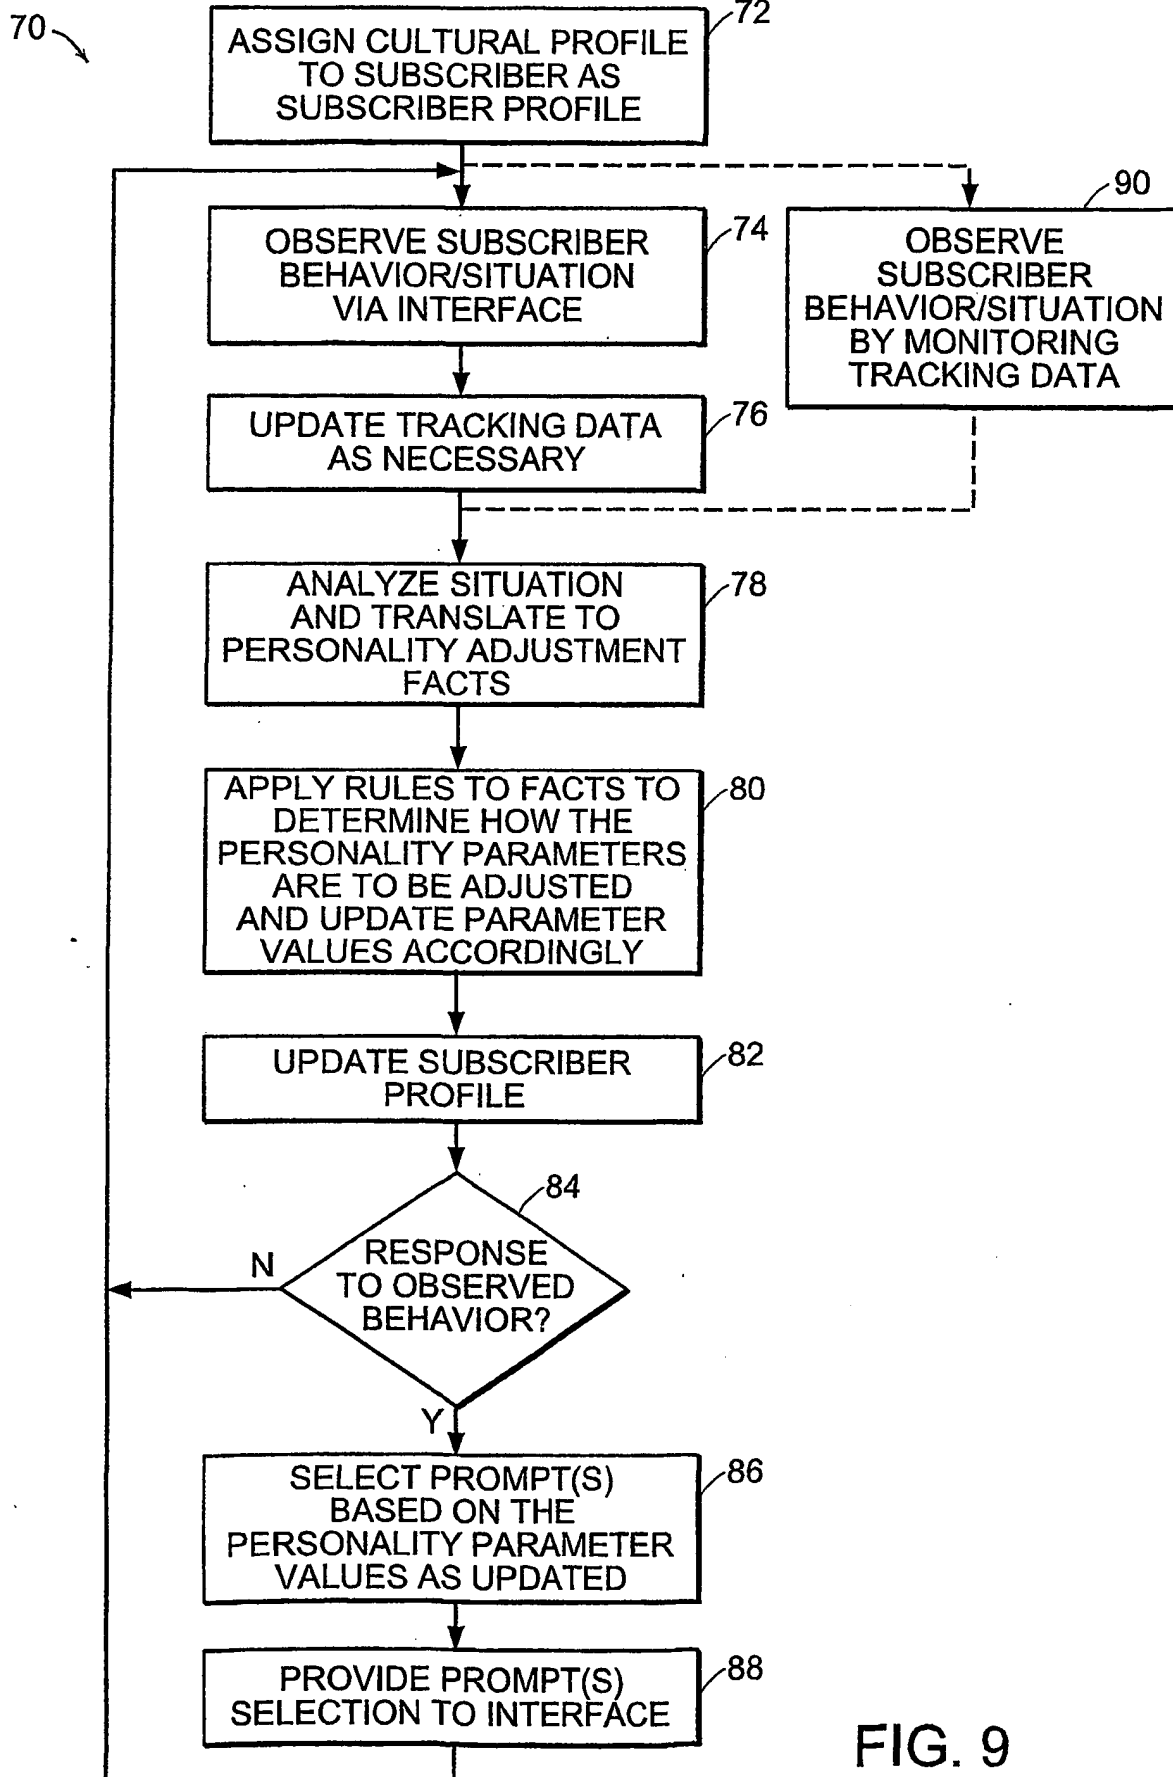 70
72
ASSIGN CULTURAL PROFILE
TO SUBSCRIBER AS
SUBSCRIBER PROFILE
74
OBSERVE SUBSCRIBER
BEHAVIOR/SITUATION
VIA INTERFACE
90
OBSERVE
SUBSCRIBER
BEHAVIOR/SITUATION
BY MONITORING
TRACKING DATA
76
UPDATE TRACKING DATA
AS NECESSARY
78
ANALYZE SITUATION
AND TRANSLATE TO
PERSONALITY ADJUSTMENT
FACTS
80
APPLY RULES TO FACTS TO
DETERMINE HOW THE
PERSONALITY PARAMETERS
ARE TO BE ADJUSTED
AND UPDATE PARAMETER
VALUES ACCORDINGLY
82
UPDATE SUBSCRIBER
PROFILE
84
N
RESPONSE
TO OBSERVED
BEHAVIOR?
Y
86
SELECT PROMPT(S)
BASED ON THE
PERSONALITY PARAMETER
VALUES AS UPDATED
88
PROVIDE PROMPT(S)
SELECTION TO INTERFACE
FIG. 9